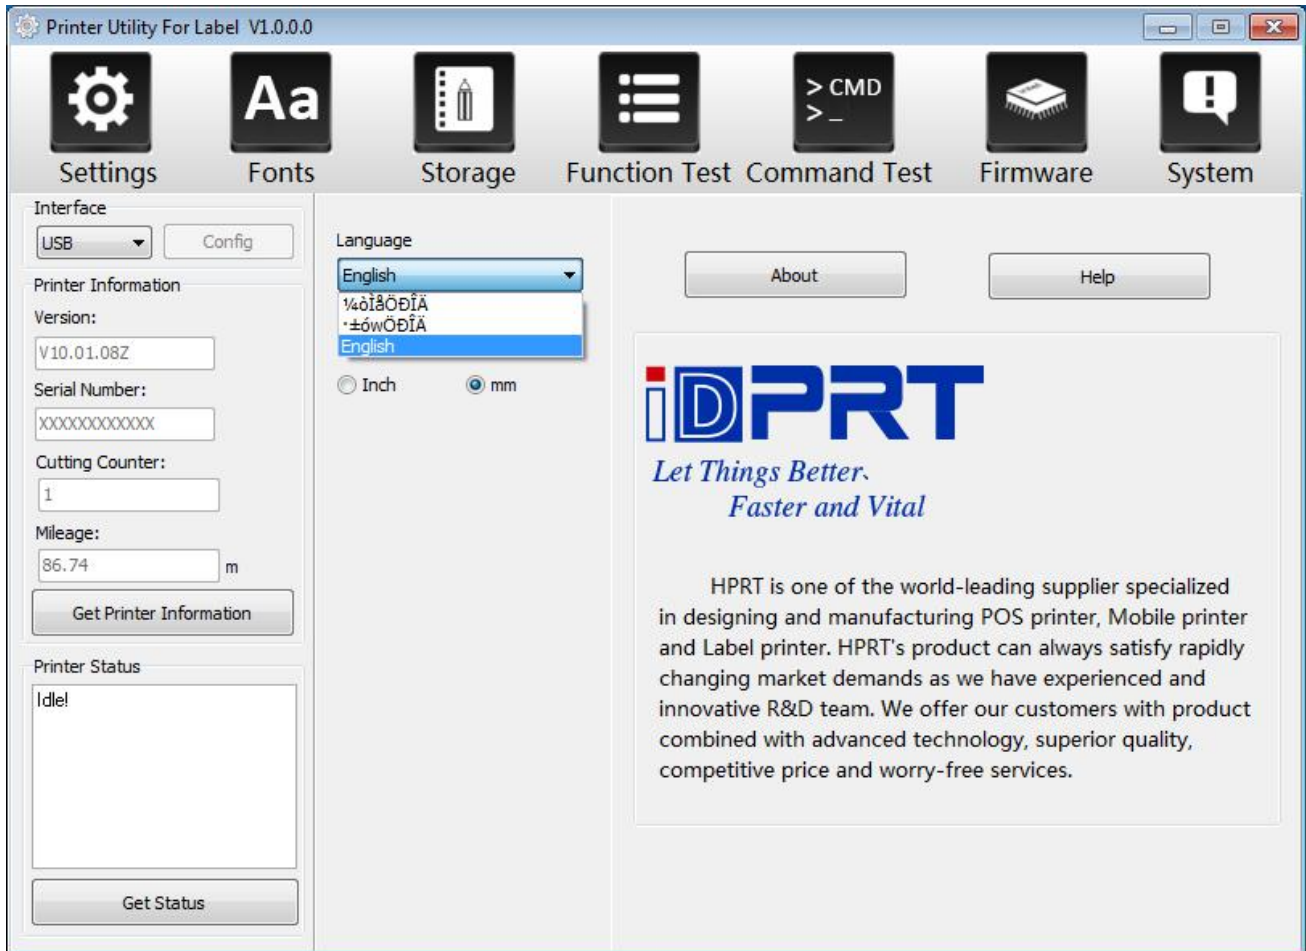 Printer Utility For Label V1.0.0.0
Aa
> CMD
> _
Settings
Fonts
Storage
Function Test
Command Test
Firmware
System
Interface
USB
Config
Printer Information
Version:
V10.01.08Z
Serial Number:
XXXXXXXXXXXX
Cutting Counter:
1
Mileage:
86.74
m
Get Printer Information
Printer Status
Idle!
Get Status
Language
English
¼òÌåÖÐÎÄ
·±ówÖÐÎÄ
English
Inch
mm
About
Help
iDPRT
Let Things Better、
Faster and Vital
HPRT is one of the world-leading supplier specialized
in designing and manufacturing POS printer, Mobile printer
and Label printer. HPRT's product can always satisfy rapidly
changing market demands as we have experienced and
innovative R&D team. We offer our customers with product
combined with advanced technology, superior quality,
competitive price and worry-free services.